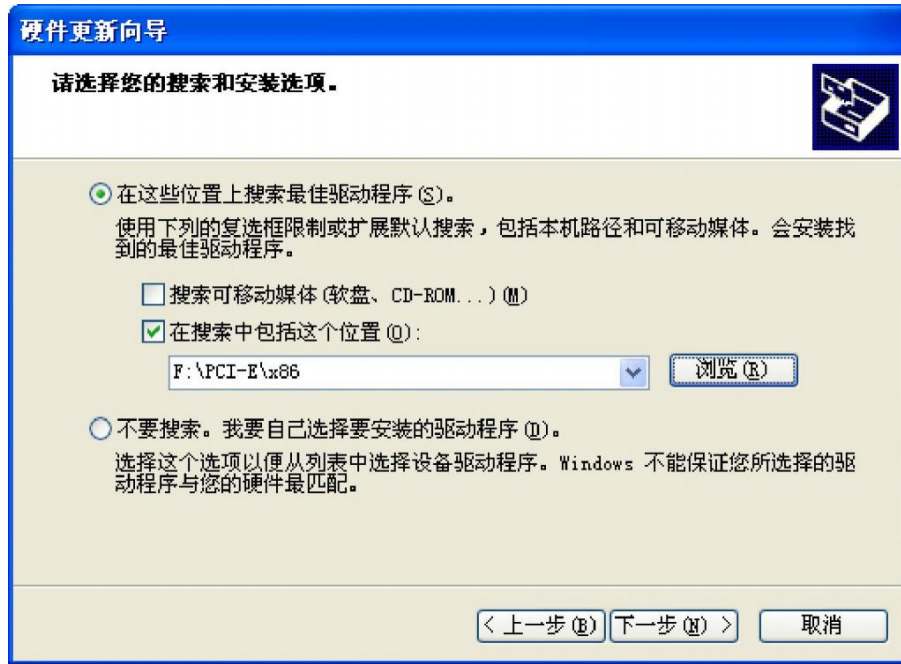 硬件更新向导
请选择您的搜索和安装选项。
在这些位置上搜索最佳驱动程序(S)。
使用下列的复选框限制或扩展默认搜索，包括本机路径和可移动媒体。会安装找
到的最佳驱动程序。
搜索可移动媒体(软盘、CD-ROM...)(M)
在搜索中包括这个位置(O):
F:\PCI-E\x86
浏览(R)
不要搜索。我要自己选择要安装的驱动程序(D)。
选择这个选项以便从列表中选择设备驱动程序。Windows 不能保证您所选择的驱
动程序与您的硬件最匹配。
< 上一步(B) 下一步(N) > 取消